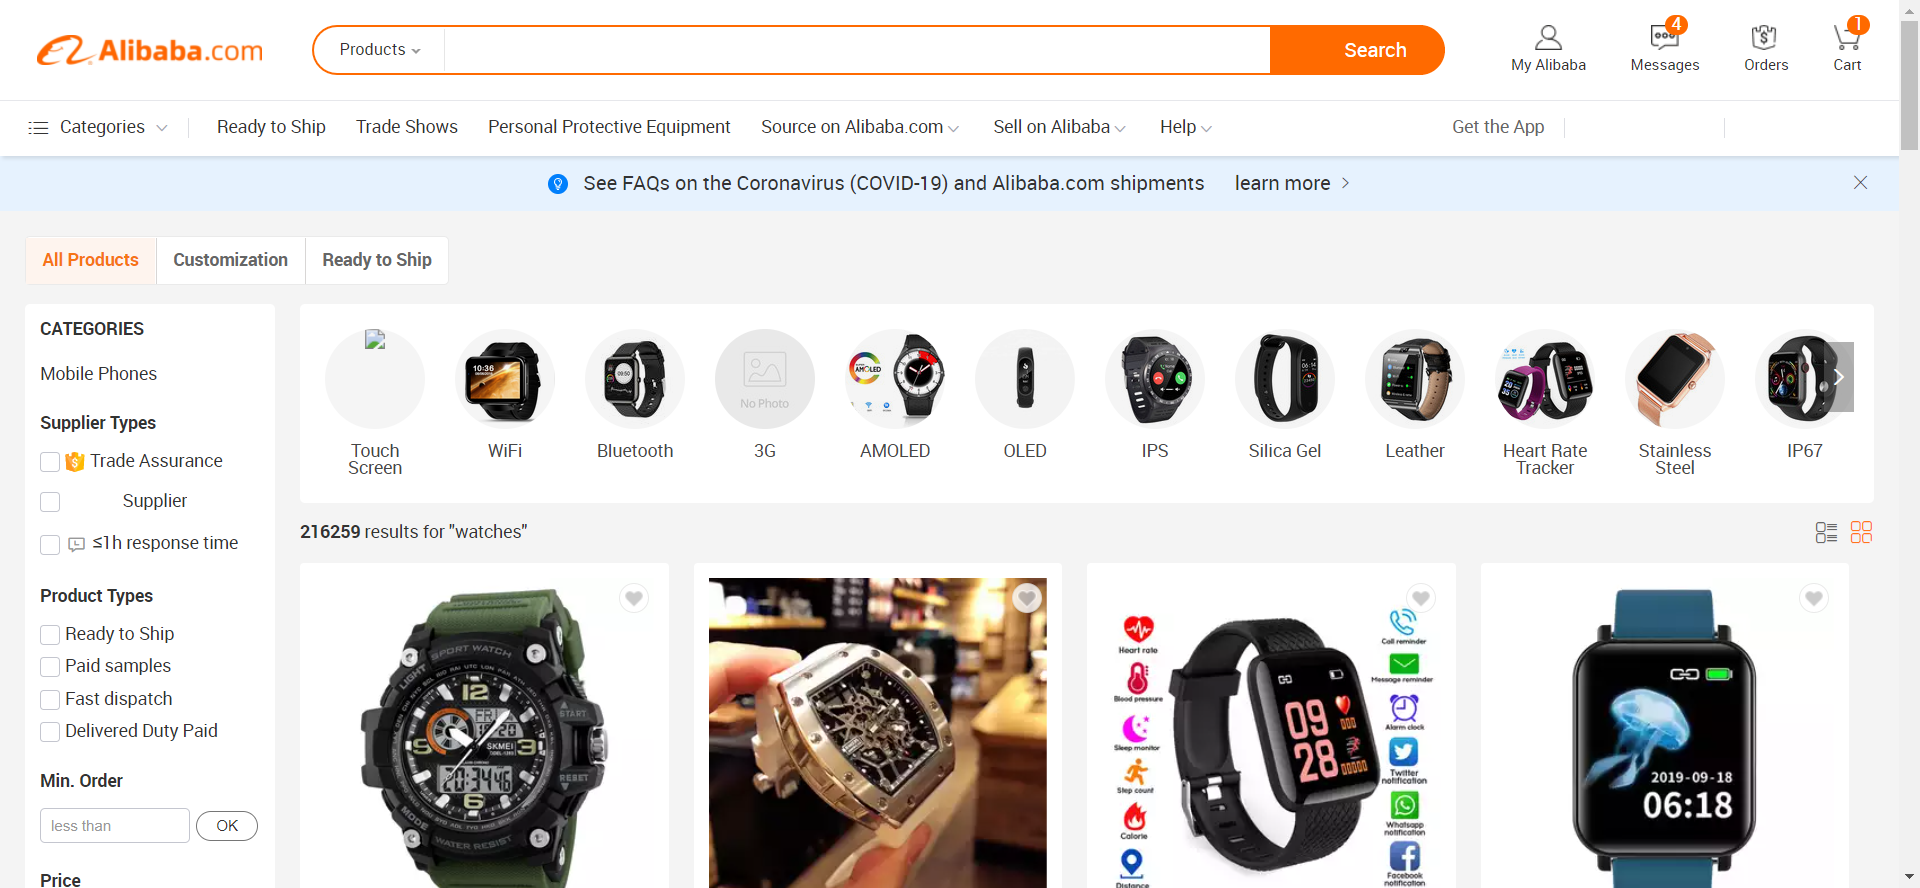 Alibaba.com
Products
Search
My Alibaba
4
Messages
Orders
1
Cart
Categories
Ready to Ship
Trade Shows
Personal Protective Equipment
Source on Alibaba.com
Sell on Alibaba
Help
Get the App
See FAQs on the Coronavirus (COVID-19) and Alibaba.com shipments
learn more
All Products
Customization
Ready to Ship
CATEGORIES
Mobile Phones
Supplier Types
Trade Assurance
Supplier
≤1h response time
Product Types
Ready to Ship
Paid samples
Fast dispatch
Delivered Duty Paid
Min. Order
less than
OK
Price
10:36
09:50
No Photo
AMOLED
Touch
Screen
WiFi
Bluetooth
3G
AMOLED
OLED
IPS
Silica Gel
Leather
Heart Rate
Tracker
Stainless
Steel
IP67
216259 results for "watches"
SPORT WATCH
LIGHT
START
12
3
SKMEI
9
20:34 46
RESET
6
MODE
WATER RESIST
Heart rate
Blood pressure
Sleep monitor
Step count
Calorie
Distance
09
28
Call reminder
Message reminder
Alarm clock
Twitter
notification
Whatsapp
notification
Facebook
notification
2019-09-18
06:18